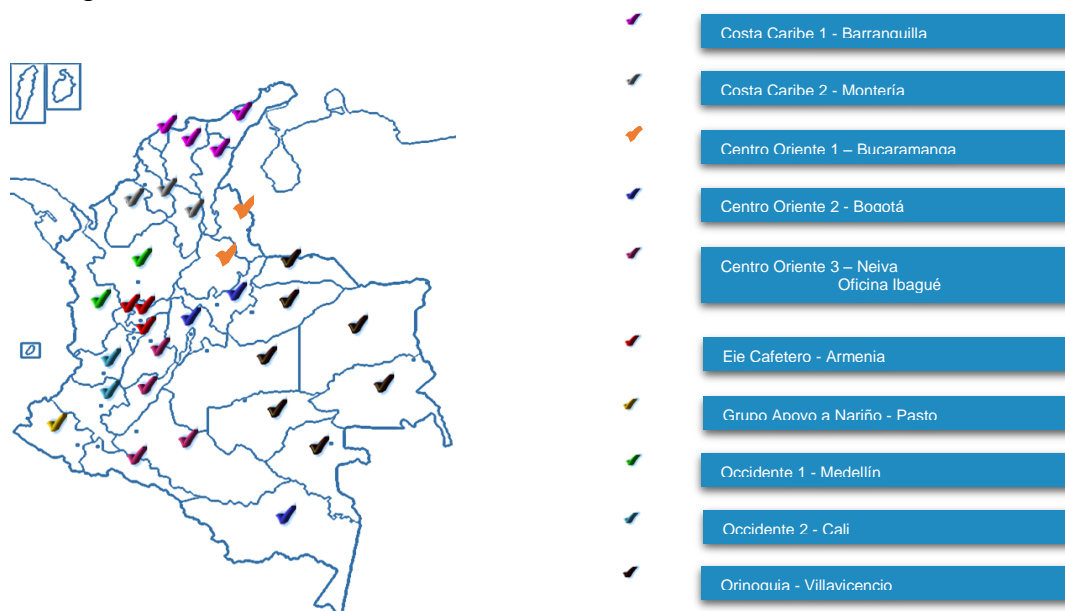 Costa Caribe 1 - Barranquilla
Costa Caribe 2 - Montería
Centro Oriente 1 – Bucaramanga
Centro Oriente 2 - Bogotá
Centro Oriente 3 – Neiva
Oficina Ibagué
Eje Cafetero - Armenia
Grupo Apoyo a Nariño - Pasto
Occidente 1 - Medellín
Occidente 2 - Cali
Orinoquia - Villavicencio